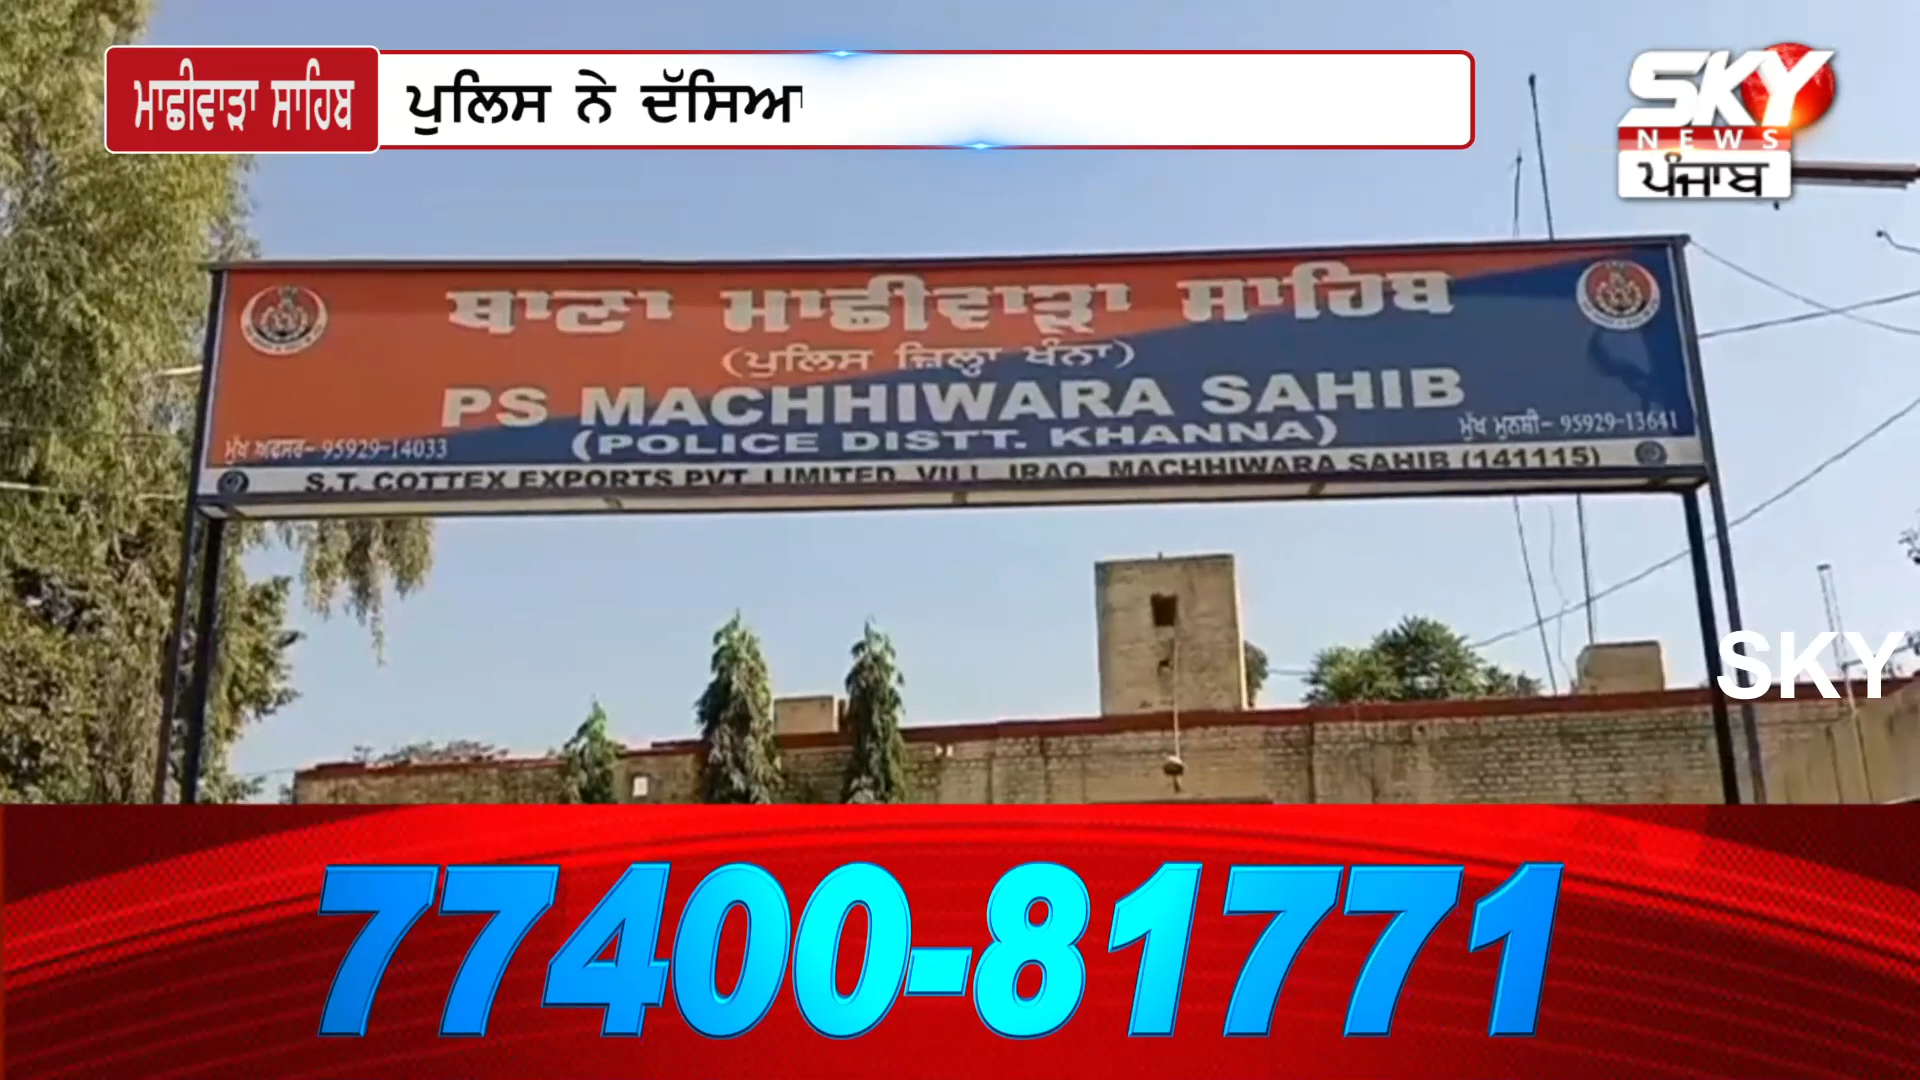 ਮਾਛੀਵਾੜਾ ਸਾਹਿਬ
ਪੁਲਿਸ ਨੇ ਦੱਸਿਆ
SKY
NEWS
ਪੰਜਾਬ
ਥਾਣਾ ਮਾਛੀਵਾੜਾ ਸਾਹਿਬ
(ਪੁਲਿਸ ਜ਼ਿਲ੍ਹਾ ਖੰਨਾ)
PS MACHHIWARA SAHIB
(POLICE DISTT. KHANNA)
ਮੁੱਖ ਅਫਸਰ- 95929-14033
ਮੁੱਖ ਮੁਨਸ਼ੀ- 95929-13641
S.T. COTTEX EXPORTS PVT. LIMITED, VILL. IRAQ, MACHHIWARA SAHIB (141115)
SKY
77400-81771